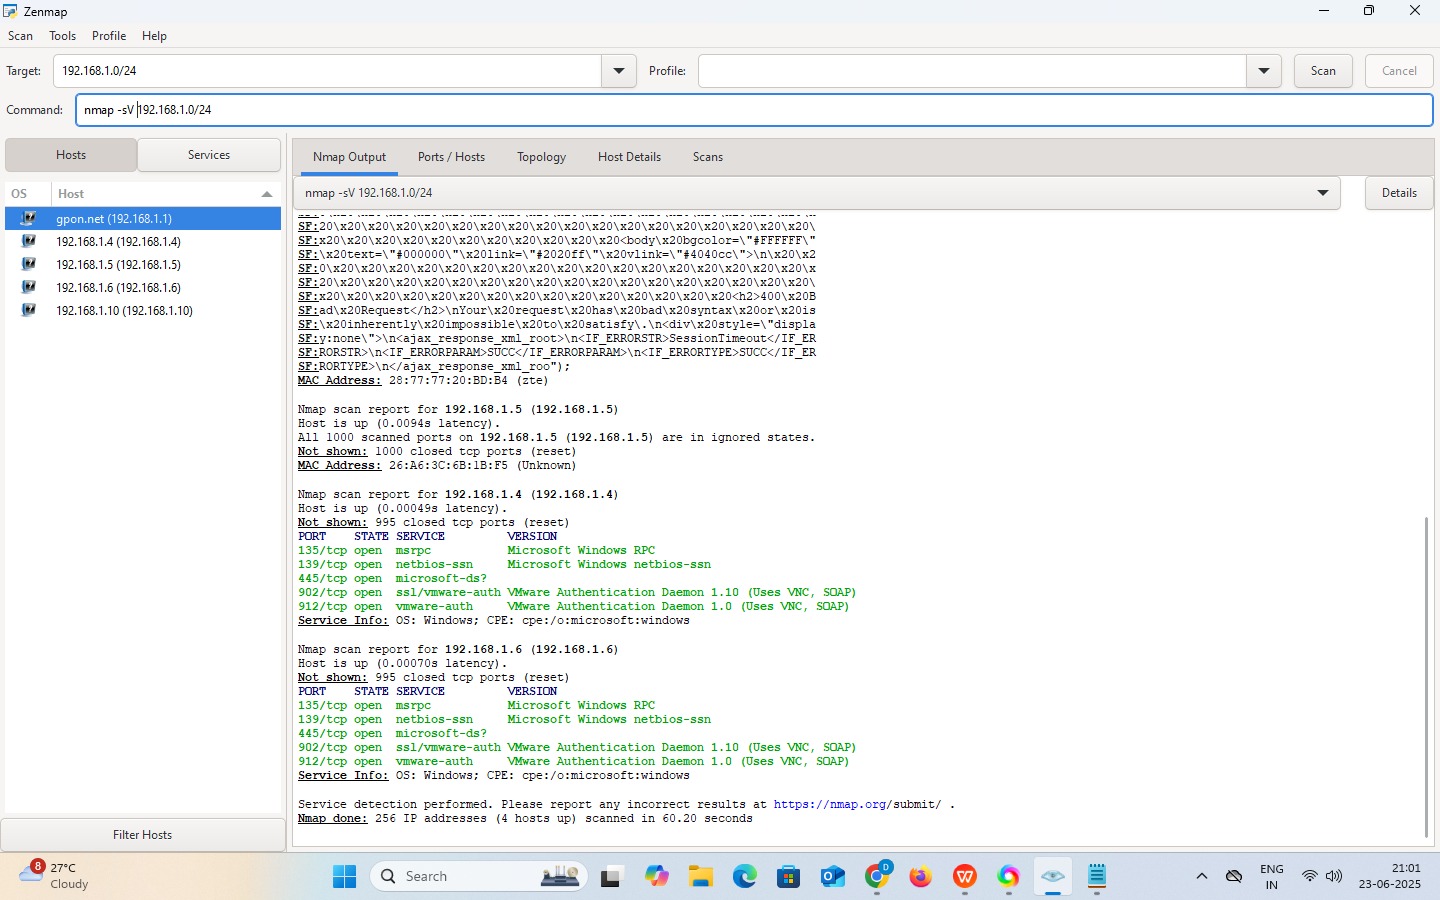 Zenmap
Scan Tools Profile Help
Target: 192.168.1.0/24 Profile: Scan Cancel
Command: nmap -sV 192.168.1.0/24
Hosts Services
Nmap Output Ports / Hosts Topology Host Details Scans
OS Host
nmap -sV 192.168.1.0/24 Details
gpon.net (192.168.1.1)
192.168.1.4 (192.168.1.4)
192.168.1.5 (192.168.1.5)
192.168.1.6 (192.168.1.6)
192.168.1.10 (192.168.1.10)
Filter Hosts
SF:20\x20\x20\x20\x20\x20\x20\x20\x20\x20\x20\x20\x20\x20\x20\x20\x20\x20\
SF:x20\x20\x20\x20\x20\x20\x20\x20\x20\x20\x20<body\x20bgcolor=\"#FFFFFF\"
SF:\x20text=\"#000000\"\x20link=\"#2020ff\"\x20vlink=\"#4040cc\">\n\x20\x2
SF:0\x20\x20\x20\x20\x20\x20\x20\x20\x20\x20\x20\x20\x20\x20\x20\x20\x20\x
SF:20\x20\x20\x20\x20\x20\x20\x20\x20\x20\x20\x20\x20\x20\x20\x20\x20\x20\
SF:x20\x20\x20\x20\x20\x20\x20\x20\x20\x20\x20\x20\x20\x20\x20<h2>400\x20B
SF:ad\x20Request</h2>\nYour\x20request\x20has\x20bad\x20syntax\x20or\x20is
SF:\x20inherently\x20impossible\x20to\x20satisfy\.\n<div\x20style=\"displa
SF:y:none\">\n<ajax_response_xml_root>\n<IF_ERRORSTR>SessionTimeout</IF_ER
SF:RORSTR>\n<IF_ERRORPARAM>SUCC</IF_ERRORPARAM>\n<IF_ERRORTYPE>SUCC</IF_ER
SF:RORTYPE>\n</ajax_response_xml_roo");
MAC Address: 28:77:77:20:BD:B4 (zte)
Nmap scan report for 192.168.1.5 (192.168.1.5)
Host is up (0.0094s latency).
All 1000 scanned ports on 192.168.1.5 (192.168.1.5) are in ignored states.
Not shown: 1000 closed tcp ports (reset)
MAC Address: 26:A6:3C:6B:1B:F5 (Unknown)
Nmap scan report for 192.168.1.4 (192.168.1.4)
Host is up (0.00049s latency).
Not shown: 995 closed tcp ports (reset)
PORT STATE SERVICE VERSION
135/tcp open msrpc Microsoft Windows RPC
139/tcp open netbios-ssn Microsoft Windows netbios-ssn
445/tcp open microsoft-ds?
902/tcp open ssl/vmware-auth VMware Authentication Daemon 1.10 (Uses VNC, SOAP)
912/tcp open vmware-auth VMware Authentication Daemon 1.0 (Uses VNC, SOAP)
Service Info: OS: Windows; CPE: cpe:/o:microsoft:windows
Nmap scan report for 192.168.1.6 (192.168.1.6)
Host is up (0.00070s latency).
Not shown: 995 closed tcp ports (reset)
PORT STATE SERVICE VERSION
135/tcp open msrpc Microsoft Windows RPC
139/tcp open netbios-ssn Microsoft Windows netbios-ssn
445/tcp open microsoft-ds?
902/tcp open ssl/vmware-auth VMware Authentication Daemon 1.10 (Uses VNC, SOAP)
912/tcp open vmware-auth VMware Authentication Daemon 1.0 (Uses VNC, SOAP)
Service Info: OS: Windows; CPE: cpe:/o:microsoft:windows
Service detection performed. Please report any incorrect results at https://nmap.org/submit/ .
Nmap done: 256 IP addresses (4 hosts up) scanned in 60.20 seconds
8
27°C
Cloudy
Search
D
ENG
IN
21:01
23-06-2025